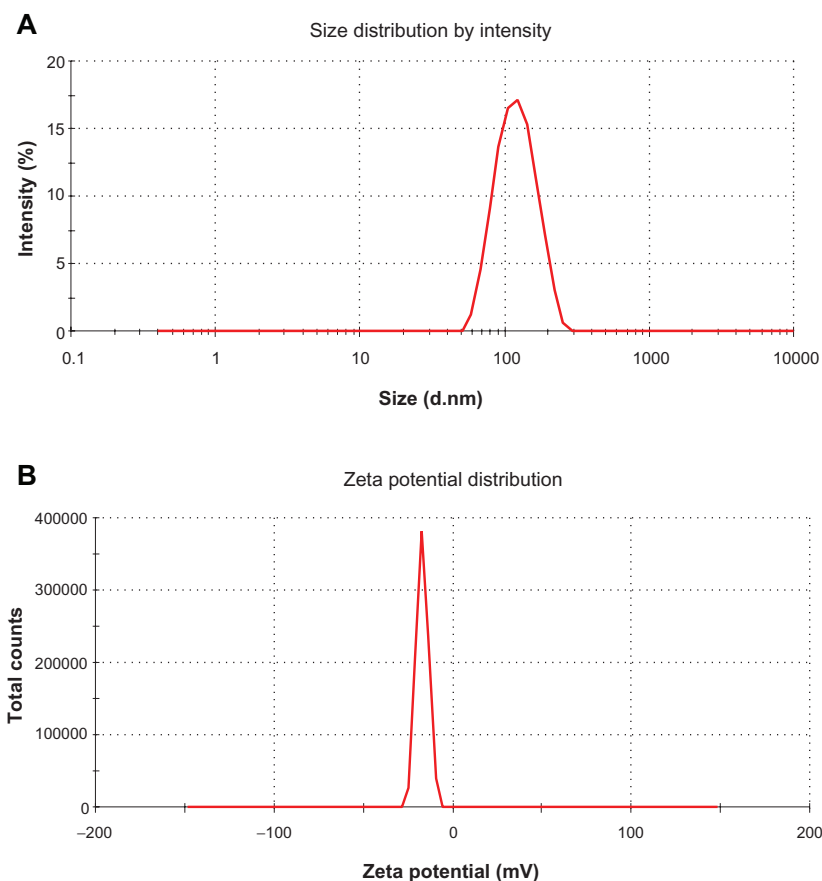 A
Size distribution by intensity
20
15
10
5
0
Intensity (%)
0.1 1 10 100 1000 10000
Size (d.nm)
B
Zeta potential distribution
400000
300000
200000
100000
0
Total counts
−200 −100 0 100 200
Zeta potential (mV)